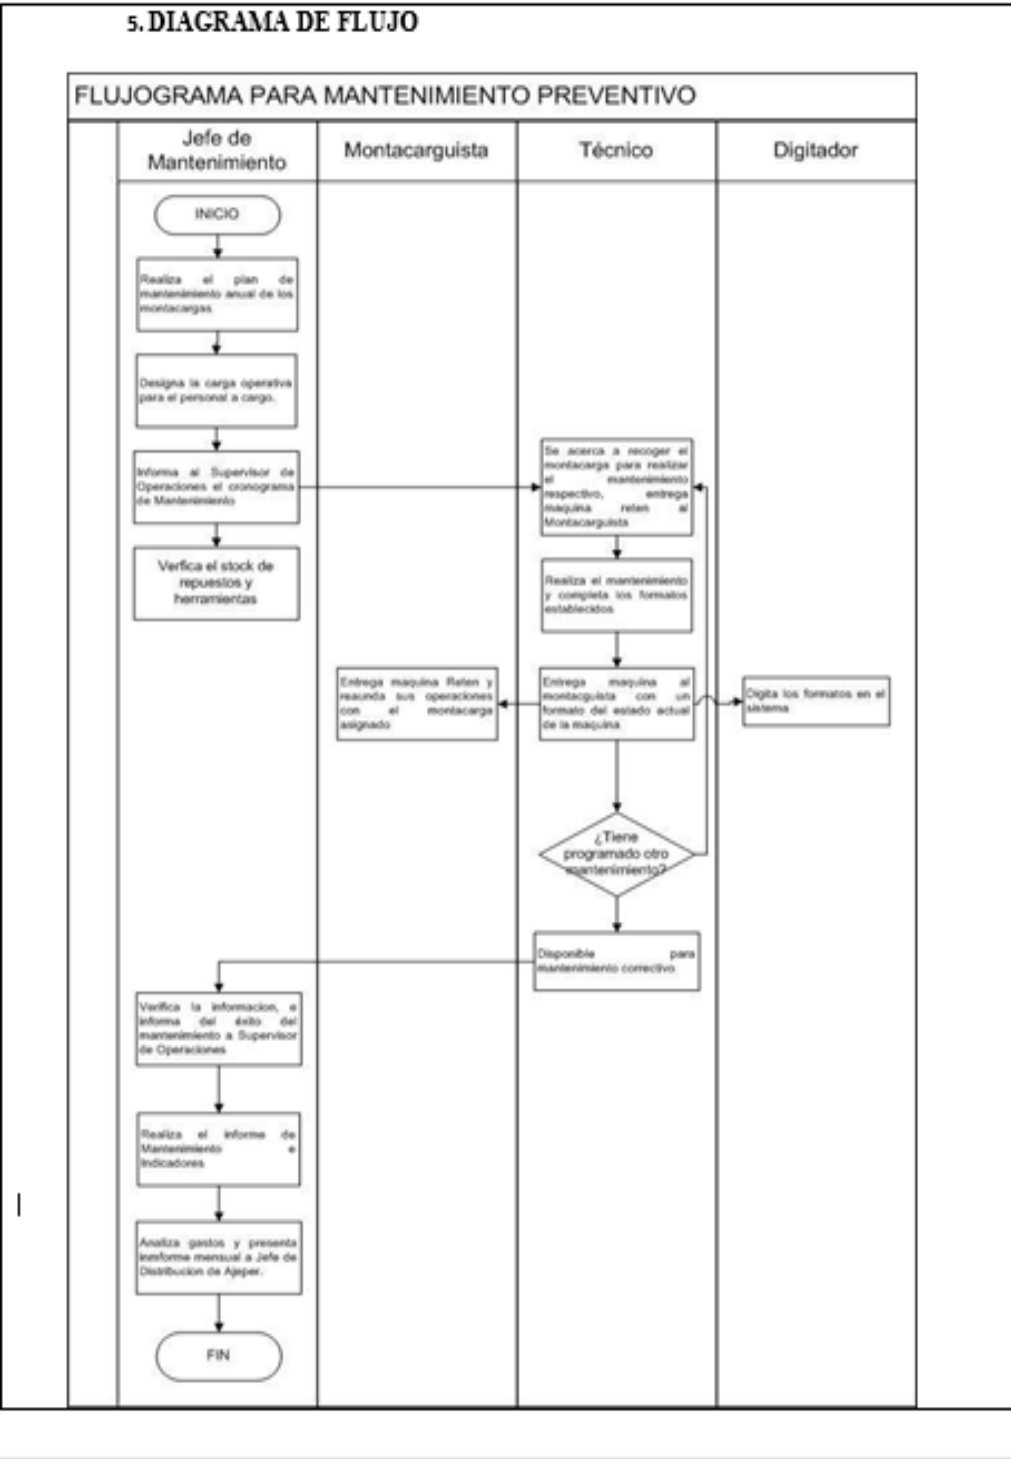 5. DIAGRAMA DE FLUJO
FLUJOGRAMA PARA MANTENIMIENTO PREVENTIVO
Jefe de
Mantenimiento
Montacarguista
Técnico
Digitador
INICIO
Realiza el plan de
mantenimiento anual de los
montacargas
Designa la carga operativa
para el personal a cargo.
Informa al Supervisor de
Operaciones el cronograma
de Mantenimiento
Verfica el stock de
repuestos y
herramientas
Se acerca a recoger el
montacarga para realizar
el mantenimiento
respectivo, entrega
maquina reten al
Montacarguista
Realiza el mantenimiento
y completa los formatos
establecidos
Entrega maquina Reten y
reaunda sus operaciones
con el montacarga
asignado
Entrega maquina al
montacguista con un
formato del estado actual
de la maquina
Digita los formatos en el
sistema
¿Tiene
programado otro
mantenimiento?
Disponible para
mantenimiento correctivo
Verifica la informacion, e
informa del éxito del
mantenimiento a Supervisor
de Operaciones
Realiza el informe de
Mantenimiento e
Indicadores
Analiza gastos y presenta
inmforme mensual a Jefe de
Distribucion de Ajeper.
FIN